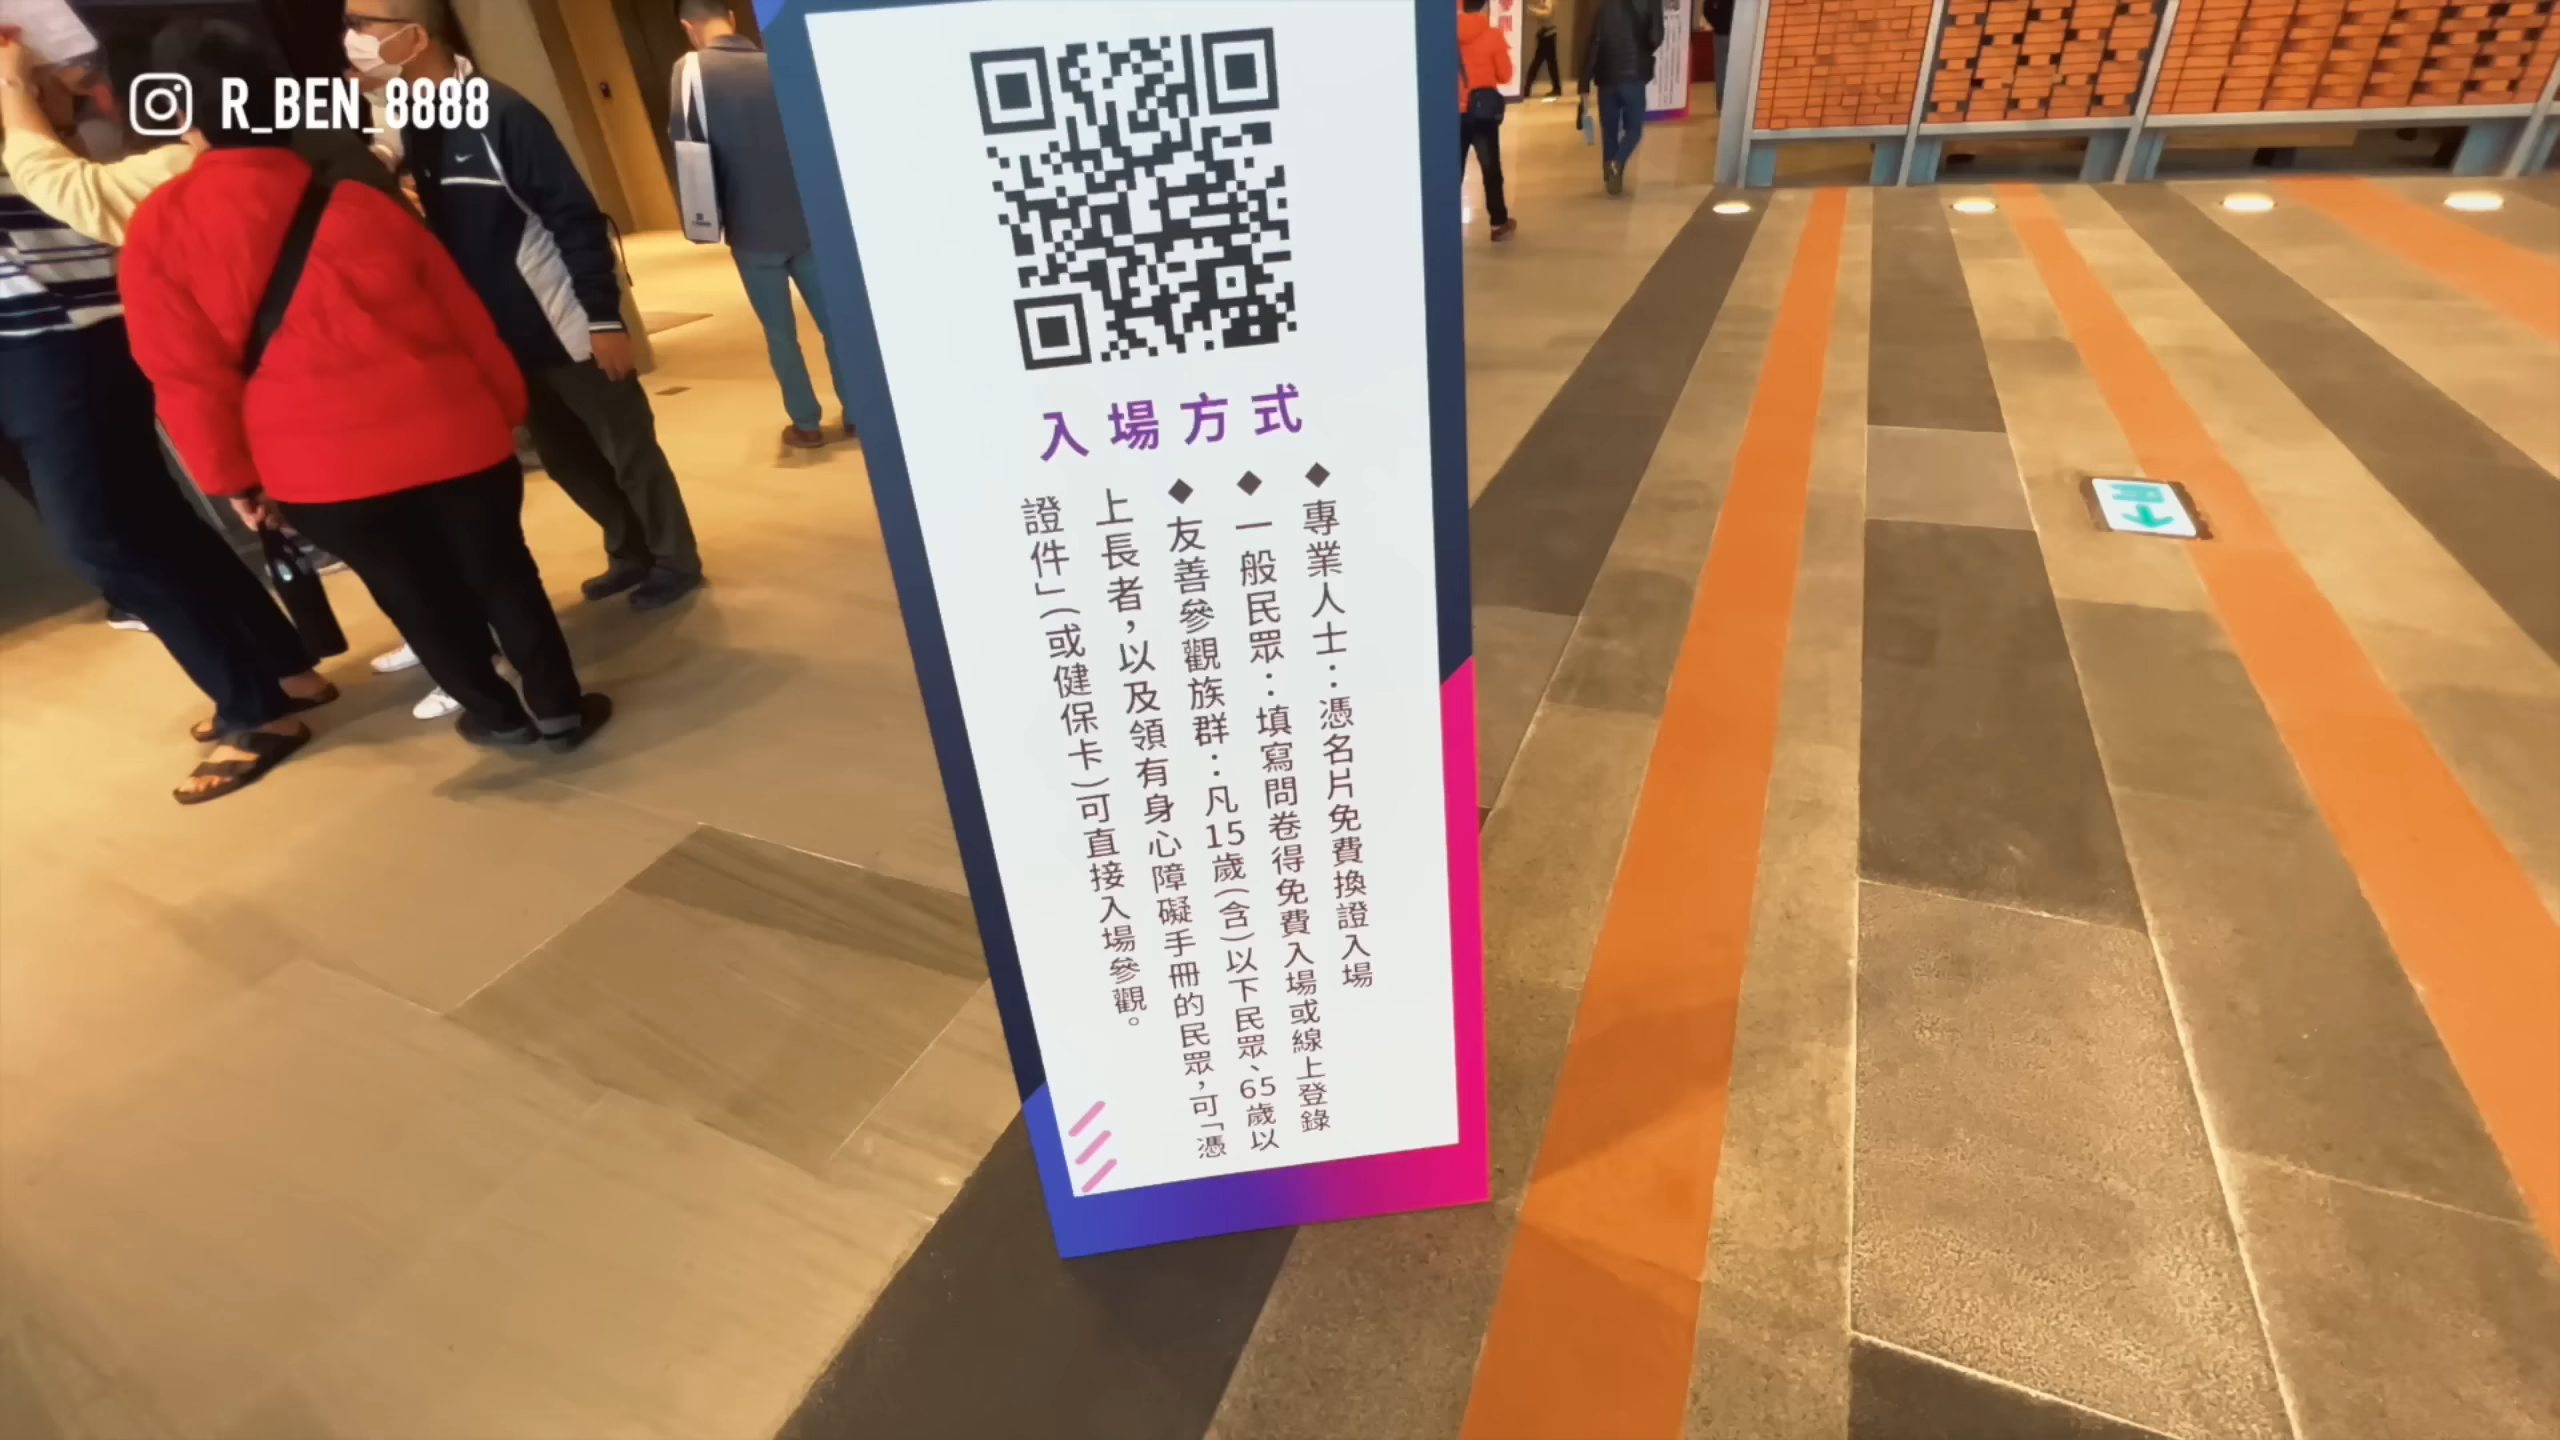 R_BEN_8888
入場方式
◆專業人士：憑名片免費換證入場
◆一般民眾：填寫問卷得免費入場或線上登錄
◆友善參觀族群：凡15歲(含)以下民眾、65歲以
上長者，以及領有身心障礙手冊的民眾，可「憑
證件」(或健保卡)可直接入場參觀。